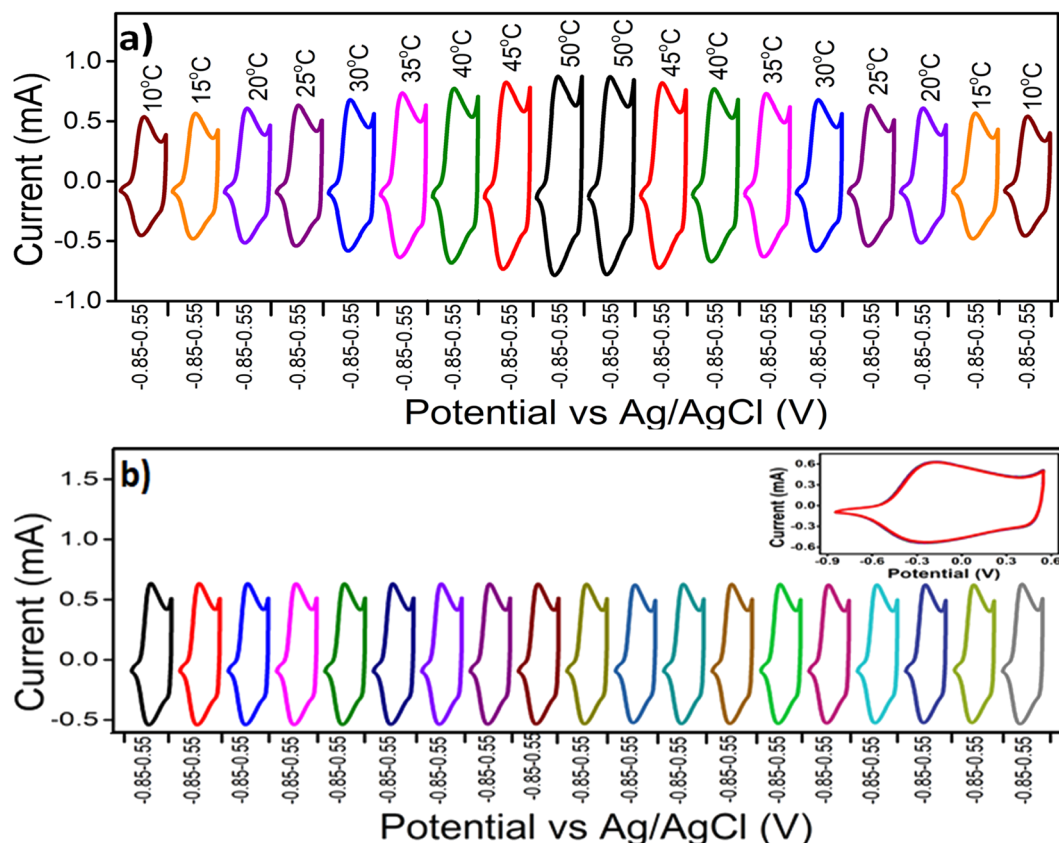 a)
10°C 15°C 20°C 25°C 30°C 35°C 40°C 45°C 50°C 50°C 45°C 40°C 35°C 30°C 25°C 20°C 15°C 10°C
Current (mA)
1.0
0.5
0.0
-0.5
-1.0
-0.85-0.55 -0.85-0.55 -0.85-0.55 -0.85-0.55 -0.85-0.55 -0.85-0.55 -0.85-0.55 -0.85-0.55 -0.85-0.55 -0.85-0.55 -0.85-0.55 -0.85-0.55 -0.85-0.55 -0.85-0.55 -0.85-0.55 -0.85-0.55 -0.85-0.55 -0.85-0.55
Potential vs Ag/AgCl (V)
b)
Current (mA)
1.5
1.0
0.5
0.0
-0.5
Current (mA)
0.6
0.3
0.0
-0.3
-0.6
-0.9 -0.6 -0.3 0.0 0.3 0.6
Potential (V)
-0.85-0.55 -0.85-0.55 -0.85-0.55 -0.85-0.55 -0.85-0.55 -0.85-0.55 -0.85-0.55 -0.85-0.55 -0.85-0.55 -0.85-0.55 -0.85-0.55 -0.85-0.55 -0.85-0.55 -0.85-0.55 -0.85-0.55 -0.85-0.55 -0.85-0.55 -0.85-0.55 -0.85-0.55
Potential vs Ag/AgCl (V)